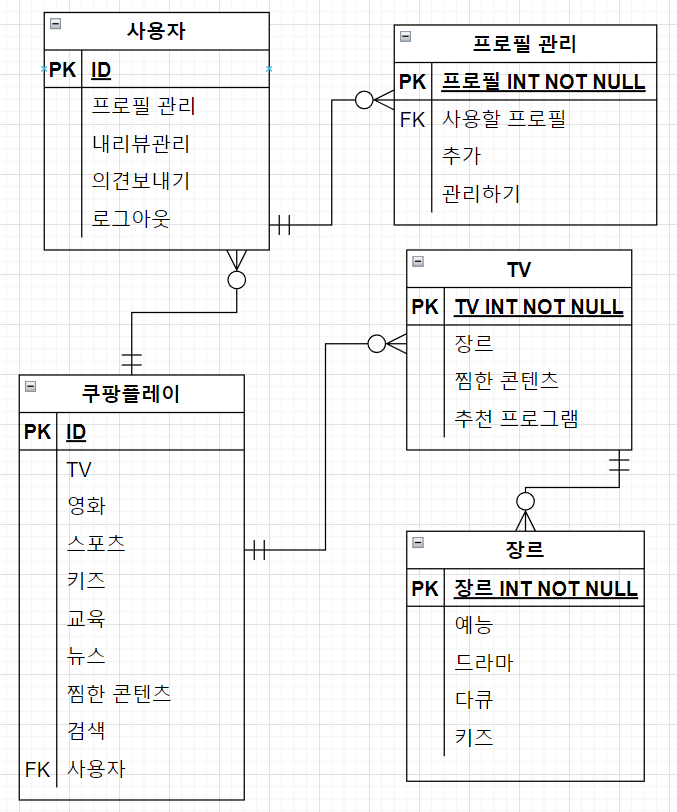 사용자
PK ID
프로필 관리
내리뷰관리
의견보내기
로그아웃
프로필 관리
PK 프로필 INT NOT NULL
FK 사용할 프로필
추가
관리하기
TV
PK TV INT NOT NULL
장르
찜한 콘텐츠
추천 프로그램
쿠팡플레이
PK ID
TV
영화
스포츠
키즈
교육
뉴스
찜한 콘텐츠
검색
FK 사용자
장르
PK 장르 INT NOT NULL
예능
드라마
다큐
키즈